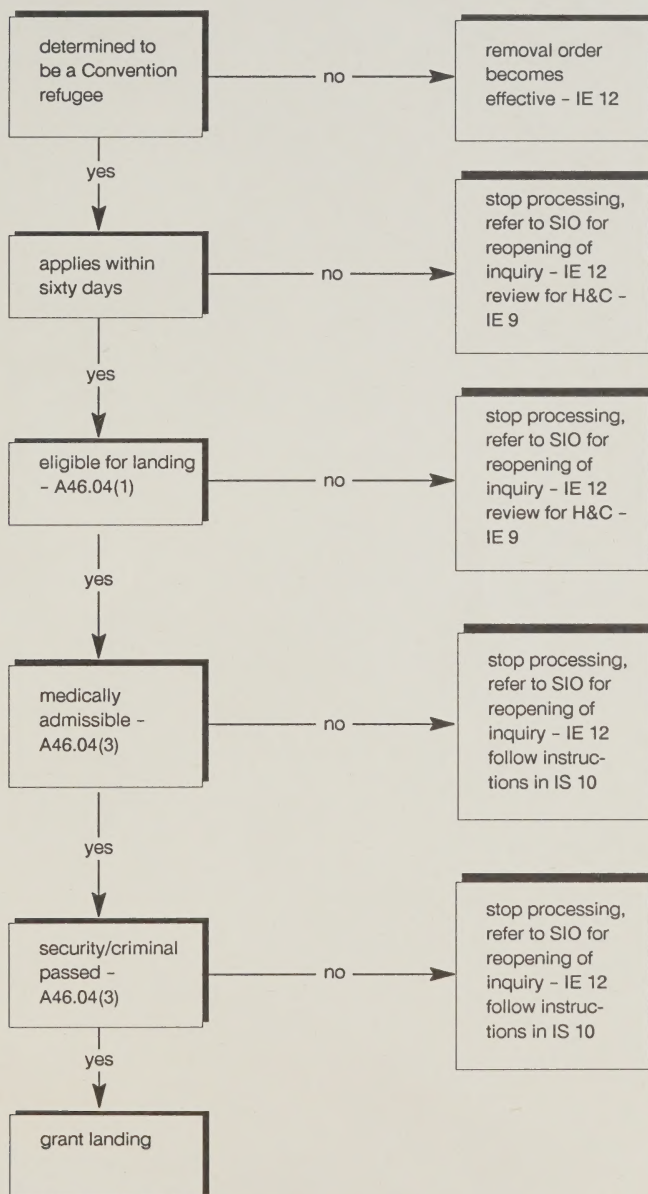 determined to
be a Convention
refugee
no
removal order
becomes
effective – IE 12
yes
applies within
sixty days
no
stop processing,
refer to SIO for
reopening of
inquiry – IE 12
review for H&C –
IE 9
yes
eligible for landing
– A46.04(1)
no
stop processing,
refer to SIO for
reopening of
inquiry – IE 12
review for H&C –
IE 9
yes
medically
admissible –
A46.04(3)
no
stop processing,
refer to SIO for
reopening of
inquiry – IE 12
follow instruc-
tions in IS 10
yes
security/criminal
passed –
A46.04(3)
no
stop processing,
refer to SIO for
reopening of
inquiry – IE 12
follow instruc-
tions in IS 10
yes
grant landing